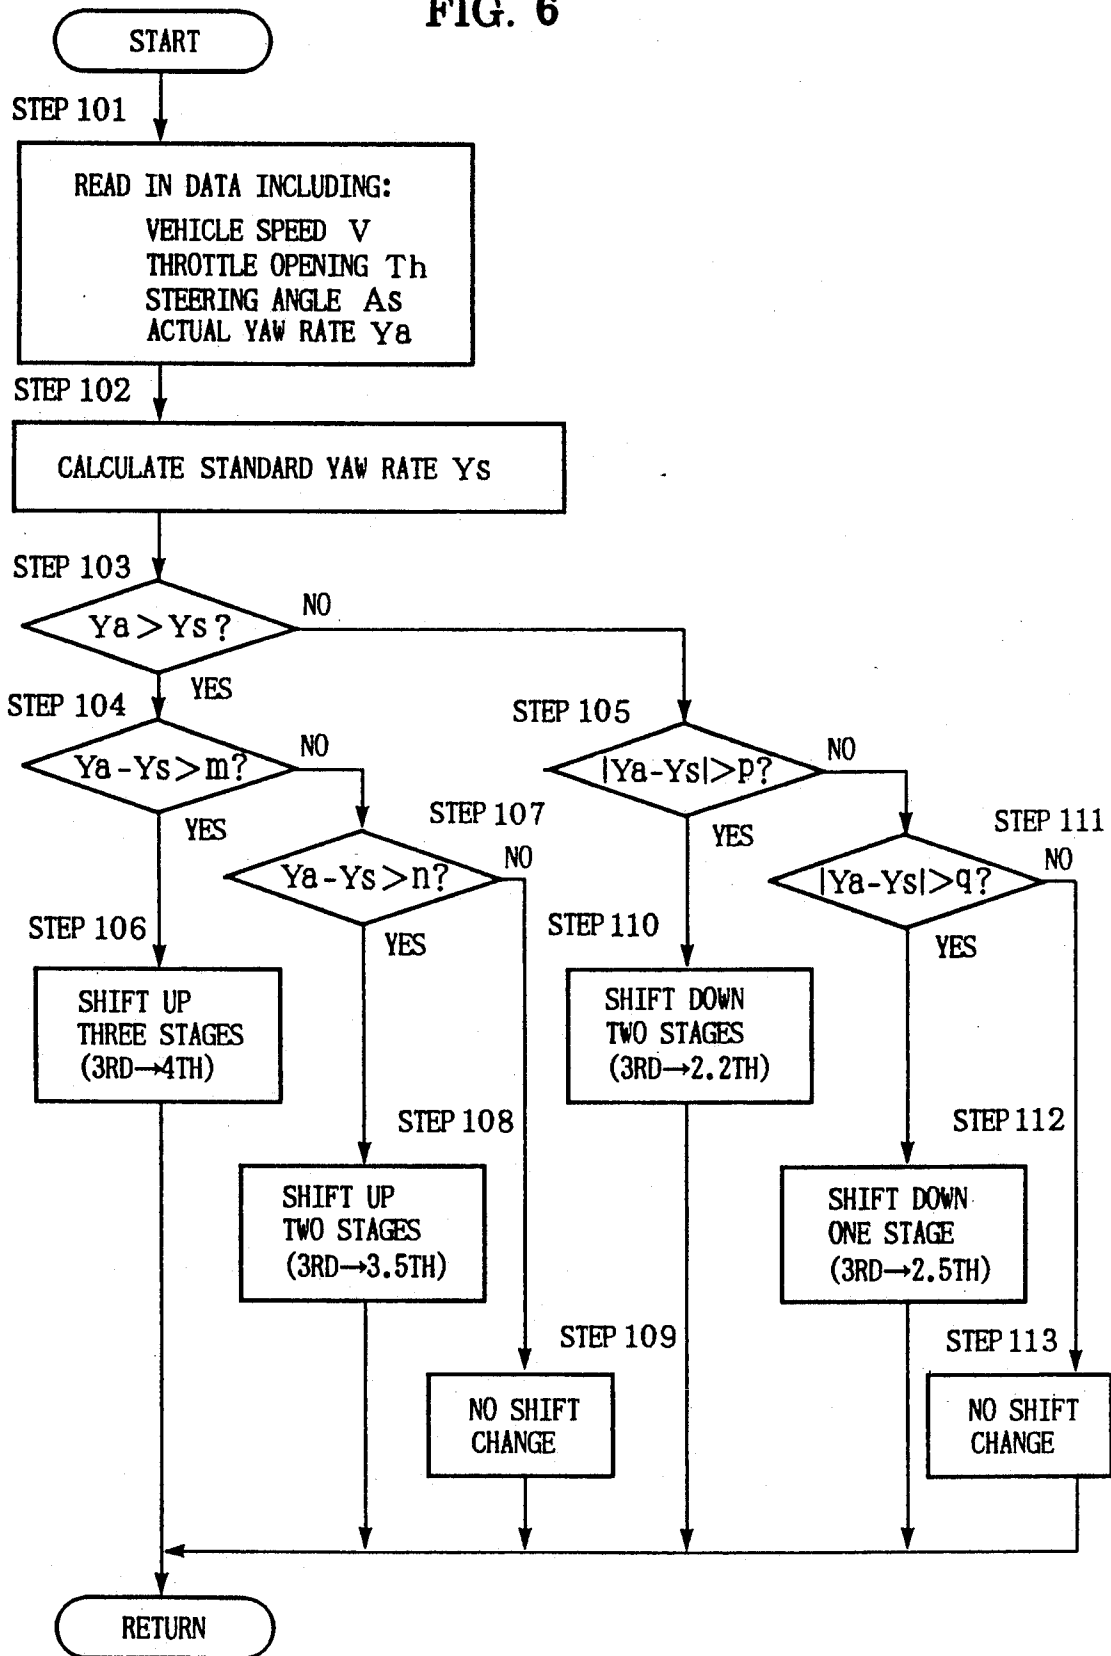 FIG. 6
START
STEP 101
READ IN DATA INCLUDING:
VEHICLE SPEED V
THROTTLE OPENING Th
STEERING ANGLE As
ACTUAL YAW RATE Ya
STEP 102
CALCULATE STANDARD YAW RATE Ys
STEP 103
Ya>Ys?
NO
YES
STEP 104
Ya-Ys>m?
NO
YES
STEP 105
|Ya-Ys|>p?
NO
YES
STEP 107
Ya-Ys>n?
NO
YES
STEP 111
|Ya-Ys|>q?
NO
YES
STEP 106
SHIFT UP
THREE STAGES
(3RD→4TH)
STEP 110
SHIFT DOWN
TWO STAGES
(3RD→2.2TH)
STEP 108
SHIFT UP
TWO STAGES
(3RD→3.5TH)
STEP 112
SHIFT DOWN
ONE STAGE
(3RD→2.5TH)
STEP 109
NO SHIFT
CHANGE
STEP 113
NO SHIFT
CHANGE
RETURN